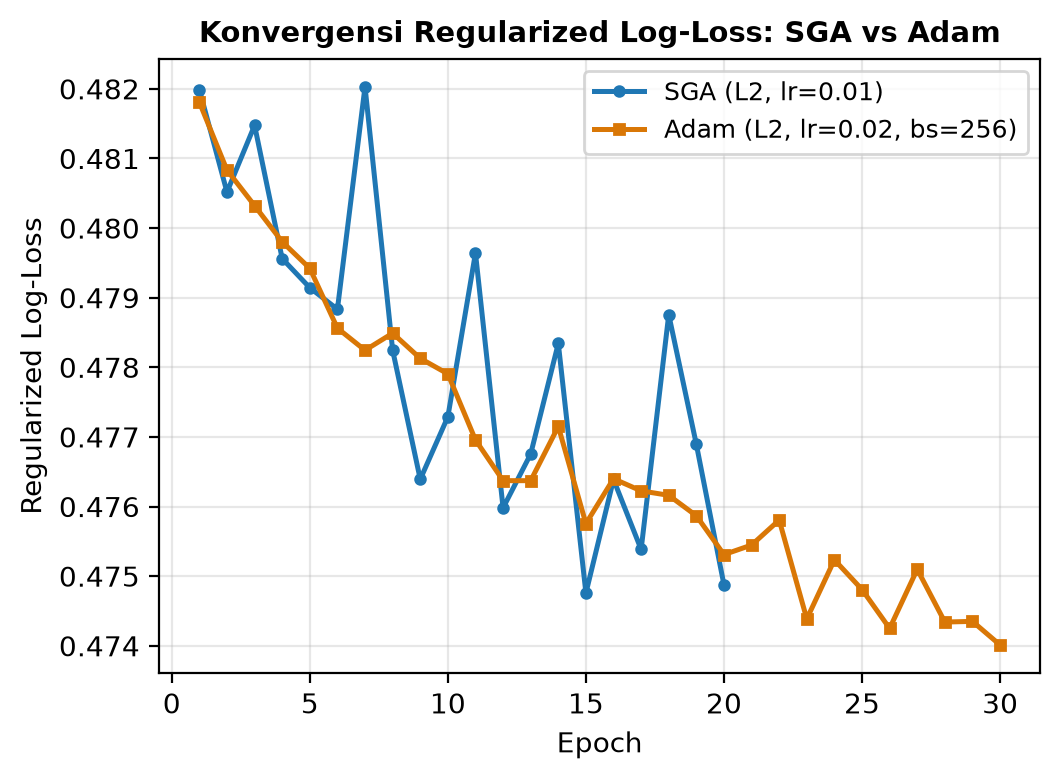 Konvergensi Regularized Log-Loss: SGA vs Adam
SGA (L2, lr=0.01)
Adam (L2, lr=0.02, bs=256)
Regularized Log-Loss
0.482
0.481
0.480
0.479
0.478
0.477
0.476
0.475
0.474
0 5 10 15 20 25 30
Epoch